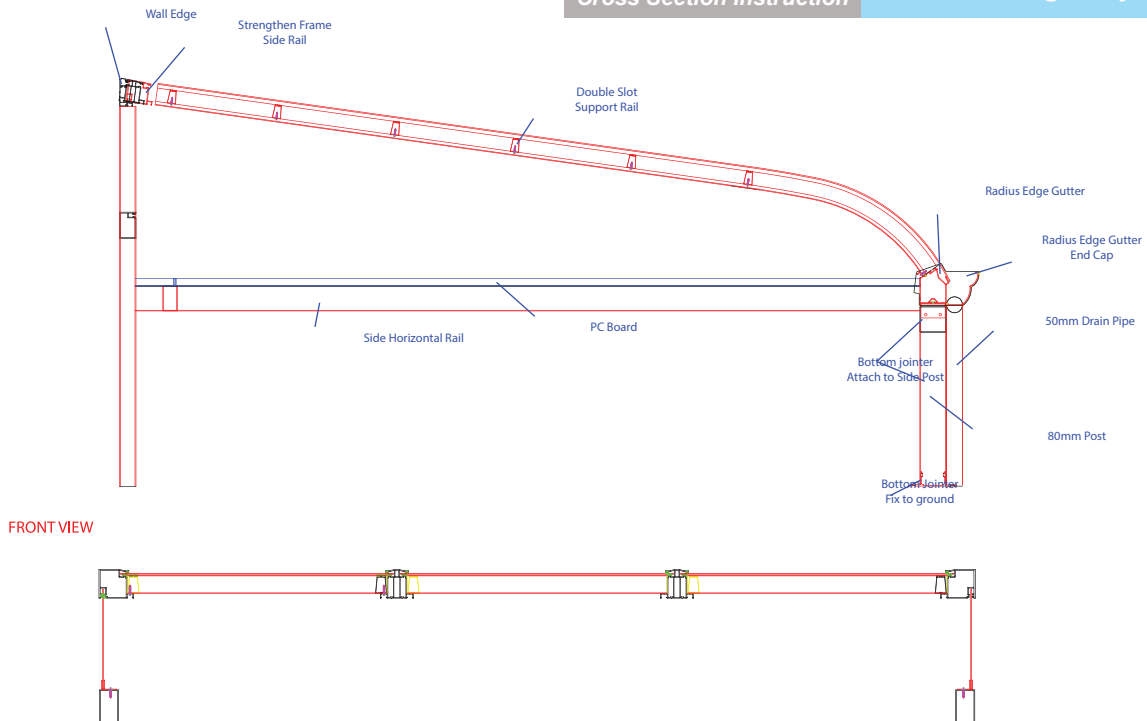 Cross Section Instruction
Wall Edge
Strengthen Frame
Side Rail
Double Slot
Support Rail
Radius Edge Gutter
Radius Edge Gutter
End Cap
50mm Drain Pipe
PC Board
Side Horizontal Rail
Bottom jointer
Attach to Side Post
80mm Post
Bottom Jointer
Fix to ground
FRONT VIEW